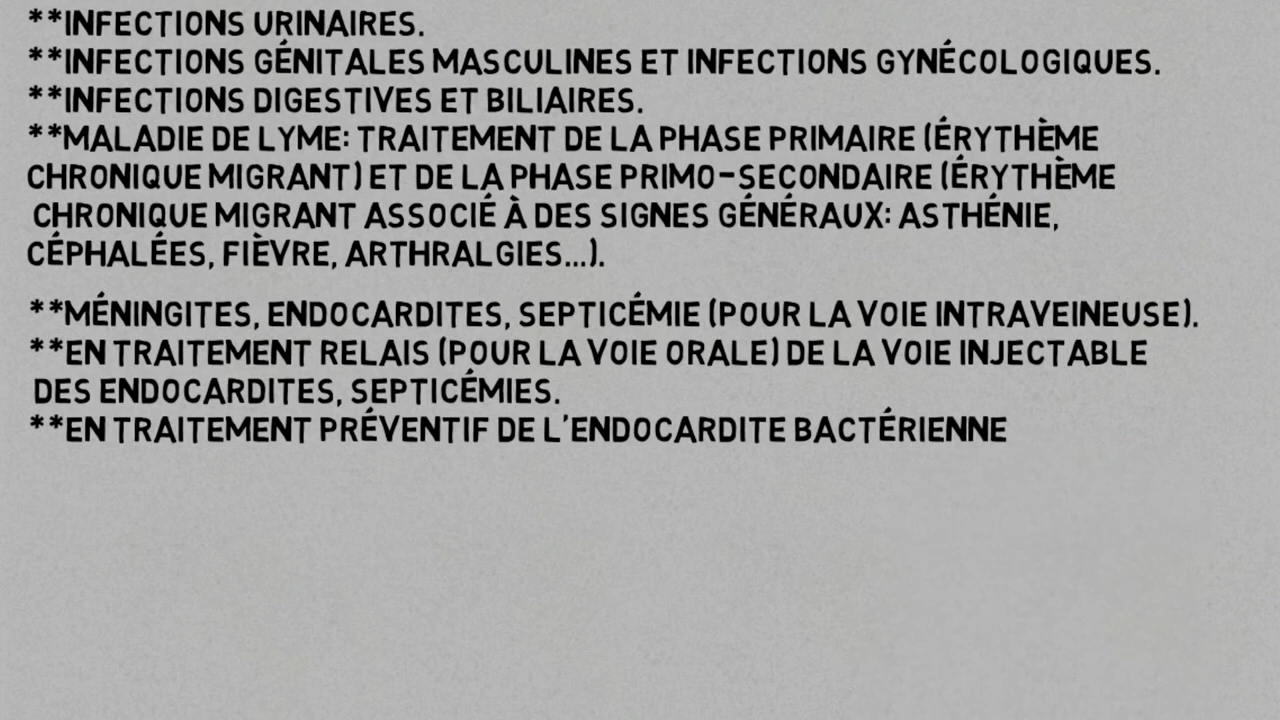 **INFECTIONS URINAIRES.
**INFECTIONS GÉNITALES MASCULINES ET INFECTIONS GYNÉCOLOGIQUES.
**INFECTIONS DIGESTIVES ET BILIAIRES.
**MALADIE DE LYME: TRAITEMENT DE LA PHASE PRIMAIRE (ÉRYTHÈME
CHRONIQUE MIGRANT) ET DE LA PHASE PRIMO-SECONDAIRE (ÉRYTHÈME
CHRONIQUE MIGRANT ASSOCIÉ À DES SIGNES GÉNÉRAUX: ASTHÉNIE,
CÉPHALÉES, FIÈVRE, ARTHRALGIES...).
**MÉNINGITES, ENDOCARDITES, SEPTICÉMIE (POUR LA VOIE INTRAVEINEUSE).
**EN TRAITEMENT RELAIS (POUR LA VOIE ORALE) DE LA VOIE INJECTABLE
DES ENDOCARDITES, SEPTICÉMIES.
**EN TRAITEMENT PRÉVENTIF DE L'ENDOCARDITE BACTÉRIENNE